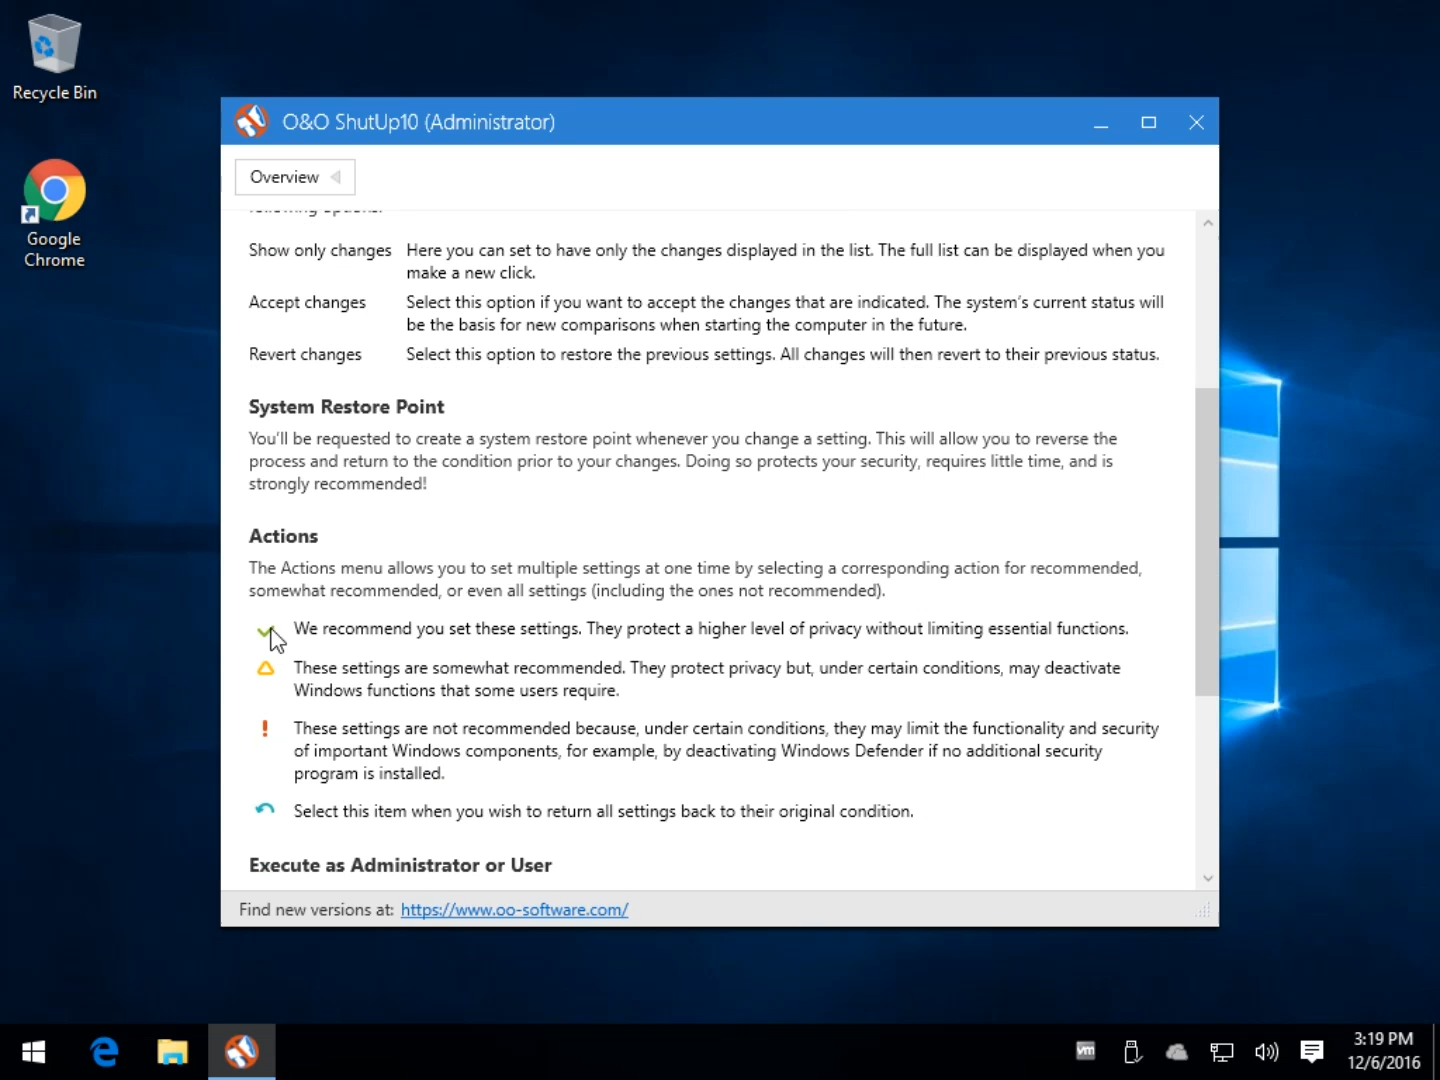 Recycle Bin
Google
Chrome
O&O ShutUp10 (Administrator)
Overview
following options:
Show only changes Here you can set to have only the changes displayed in the list. The full list can be displayed when you
make a new click.
Accept changes Select this option if you want to accept the changes that are indicated. The system's current status will
be the basis for new comparisons when starting the computer in the future.
Revert changes Select this option to restore the previous settings. All changes will then revert to their previous status.
System Restore Point
You'll be requested to create a system restore point whenever you change a setting. This will allow you to reverse the
process and return to the condition prior to your changes. Doing so protects your security, requires little time, and is
strongly recommended!
Actions
The Actions menu allows you to set multiple settings at one time by selecting a corresponding action for recommended,
somewhat recommended, or even all settings (including the ones not recommended).
We recommend you set these settings. They protect a higher level of privacy without limiting essential functions.
These settings are somewhat recommended. They protect privacy but, under certain conditions, may deactivate
Windows functions that some users require.
These settings are not recommended because, under certain conditions, they may limit the functionality and security
of important Windows components, for example, by deactivating Windows Defender if no additional security
program is installed.
Select this item when you wish to return all settings back to their original condition.
Execute as Administrator or User
Find new versions at: https://www.oo-software.com/
vm
3:19 PM
12/6/2016